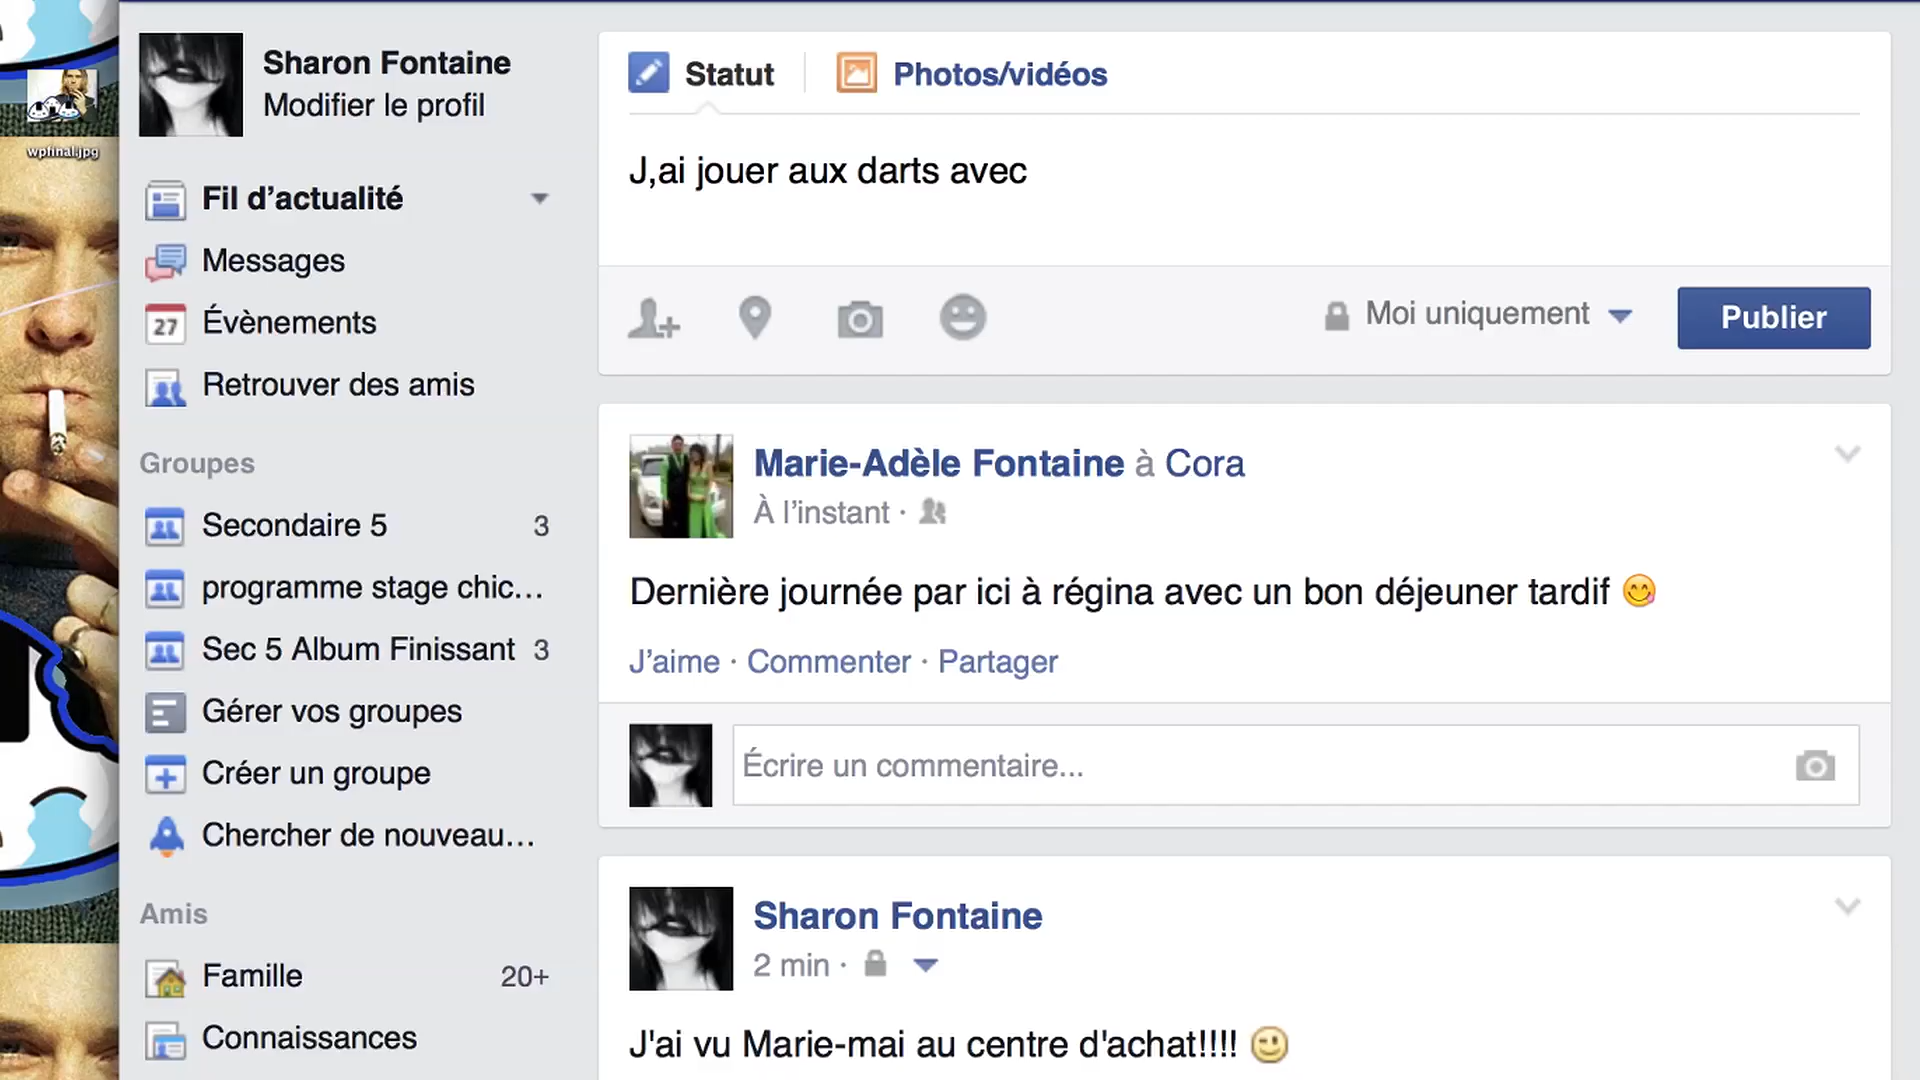 Sharon Fontaine
Modifier le profil
wpfinal.jpg
Fil d’actualité
Messages
27
Évènements
Retrouver des amis
Groupes
Secondaire 5 3
programme stage chic...
Sec 5 Album Finissant 3
Gérer vos groupes
Créer un groupe
Chercher de nouveau...
Amis
Famille 20+
Connaissances
Statut Photos/vidéos
J,ai jouer aux darts avec
Moi uniquement Publier
Marie-Adèle Fontaine à Cora
À l’instant ·
Dernière journée par ici à régina avec un bon déjeuner tardif 😋
J’aime · Commenter · Partager
Écrire un commentaire...
Sharon Fontaine
2 min ·
J'ai vu Marie-mai au centre d'achat!!!! 😉